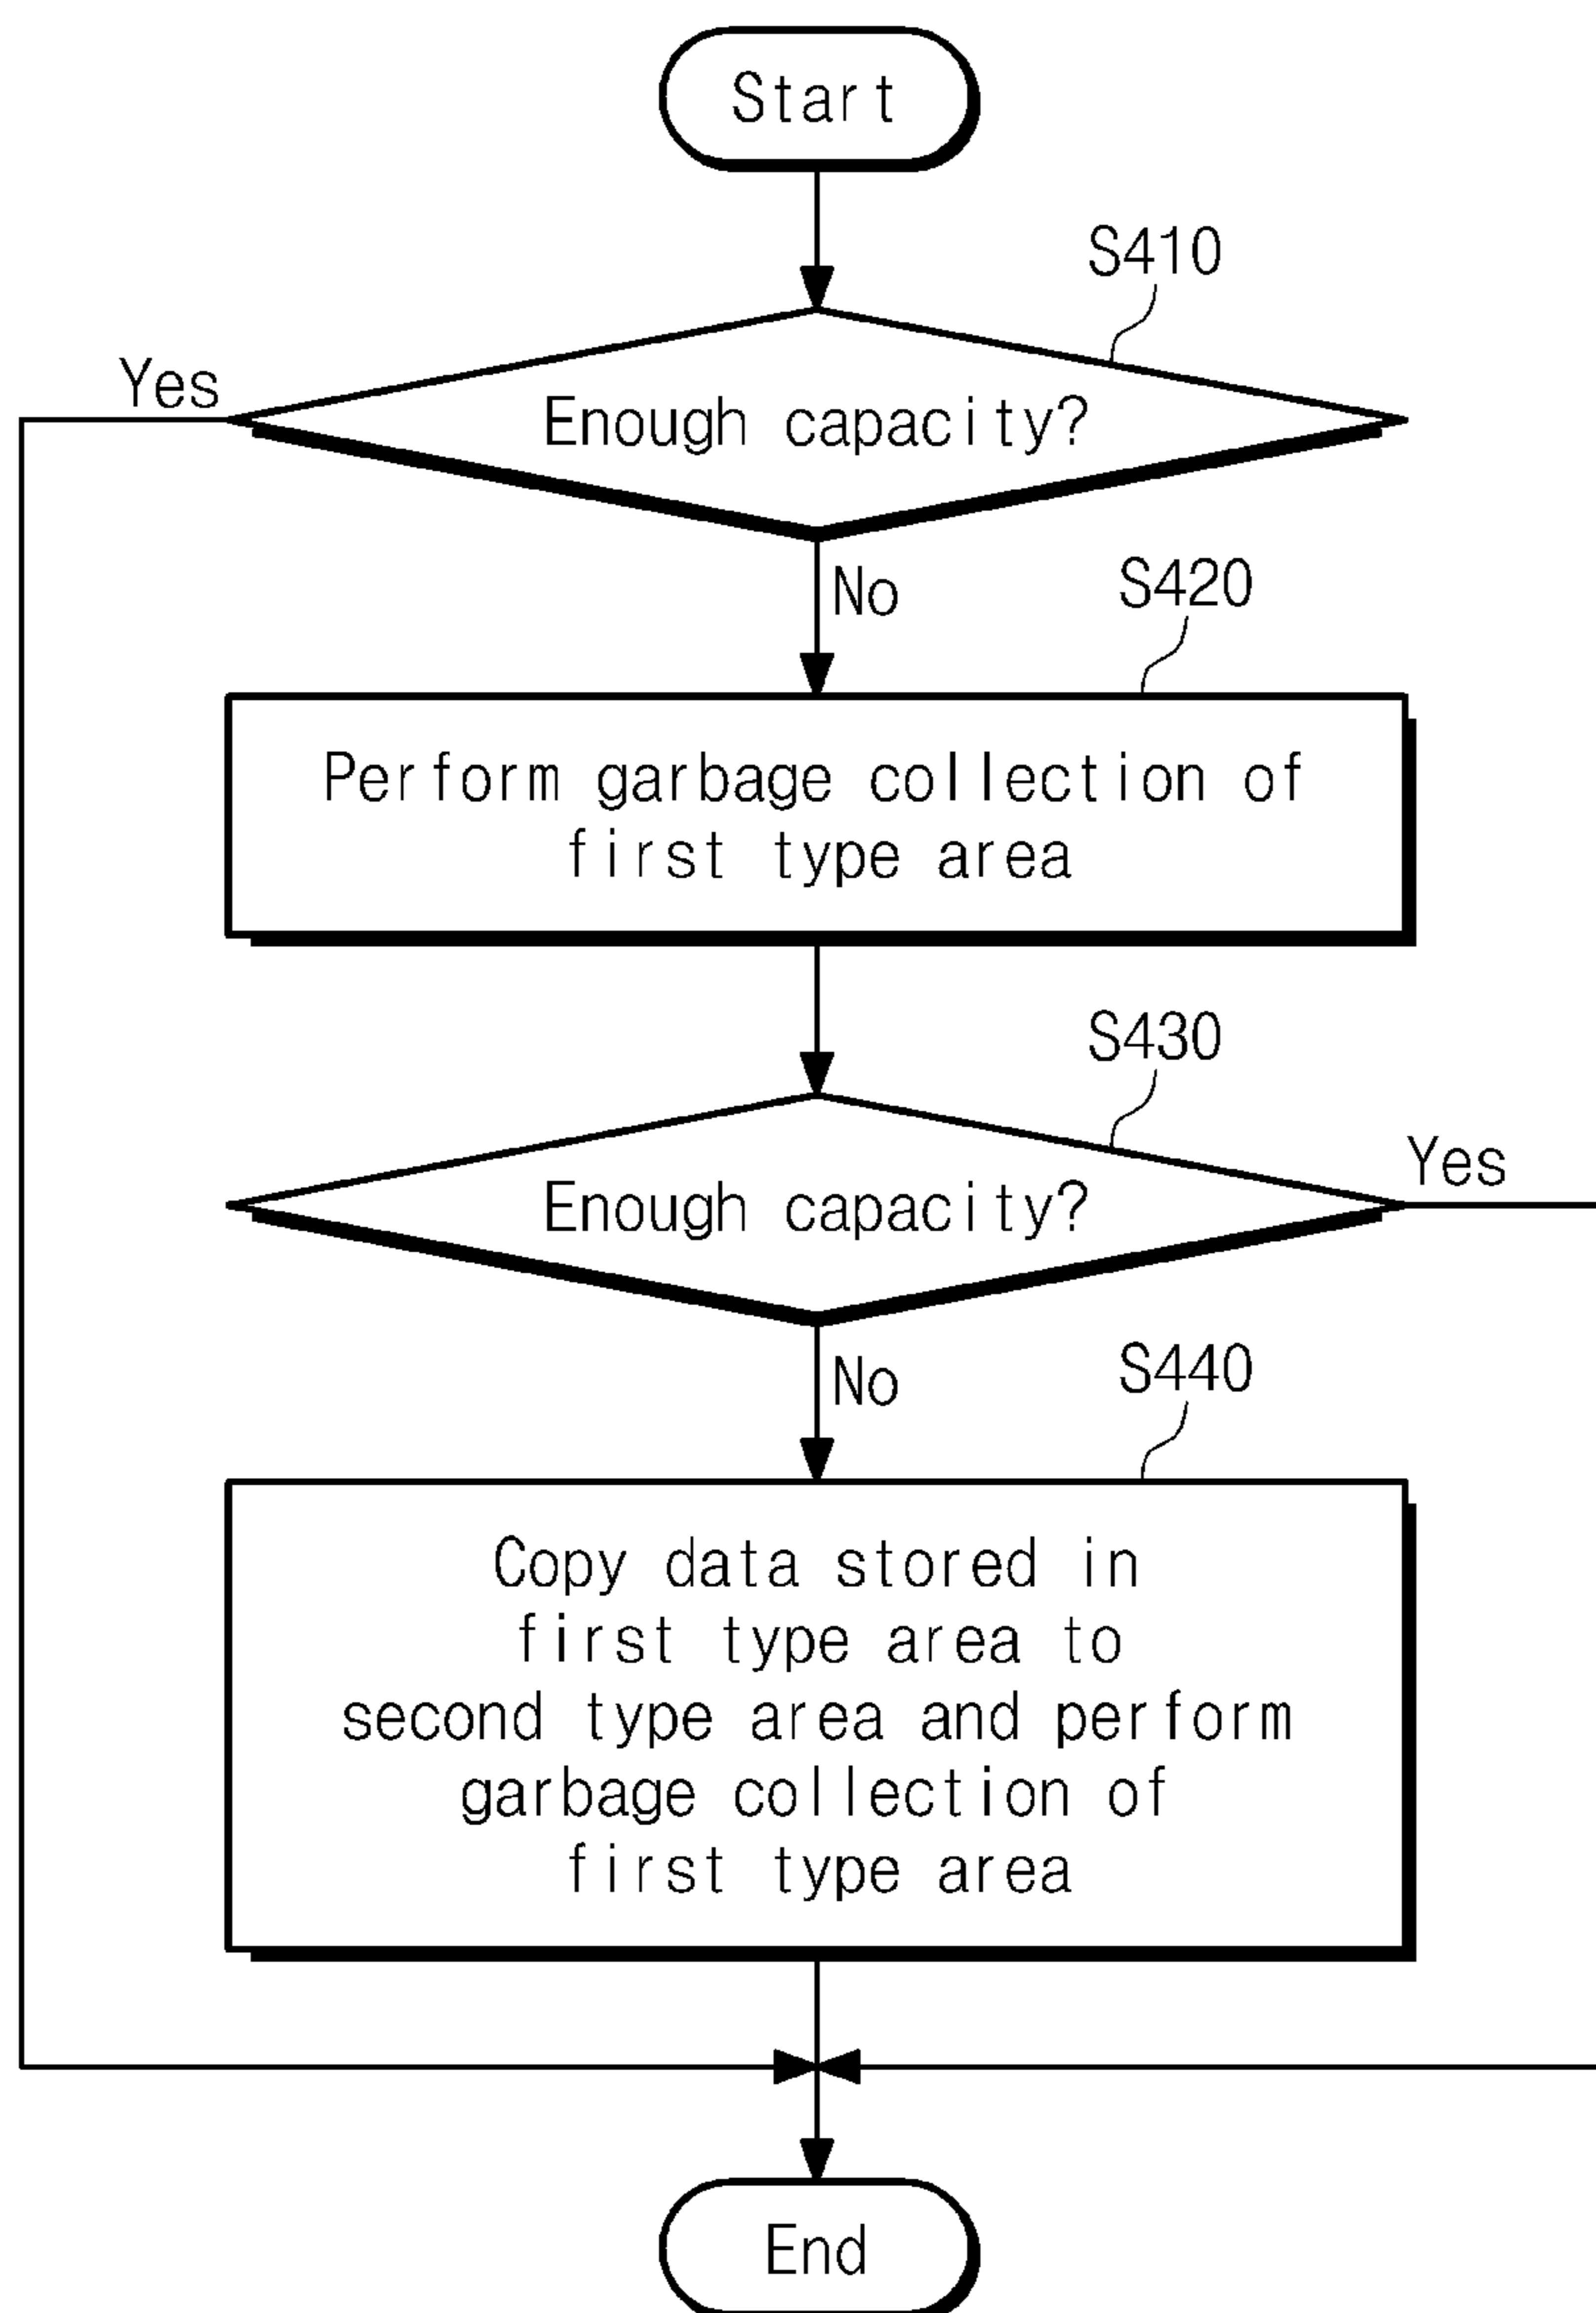 Start
S410
Yes
Enough capacity?
No
S420
Perform garbage collection of
first type area
S430
Yes
Enough capacity?
No
S440
Copy data stored in
first type area to
second type area and perform
garbage collection of
first type area
End